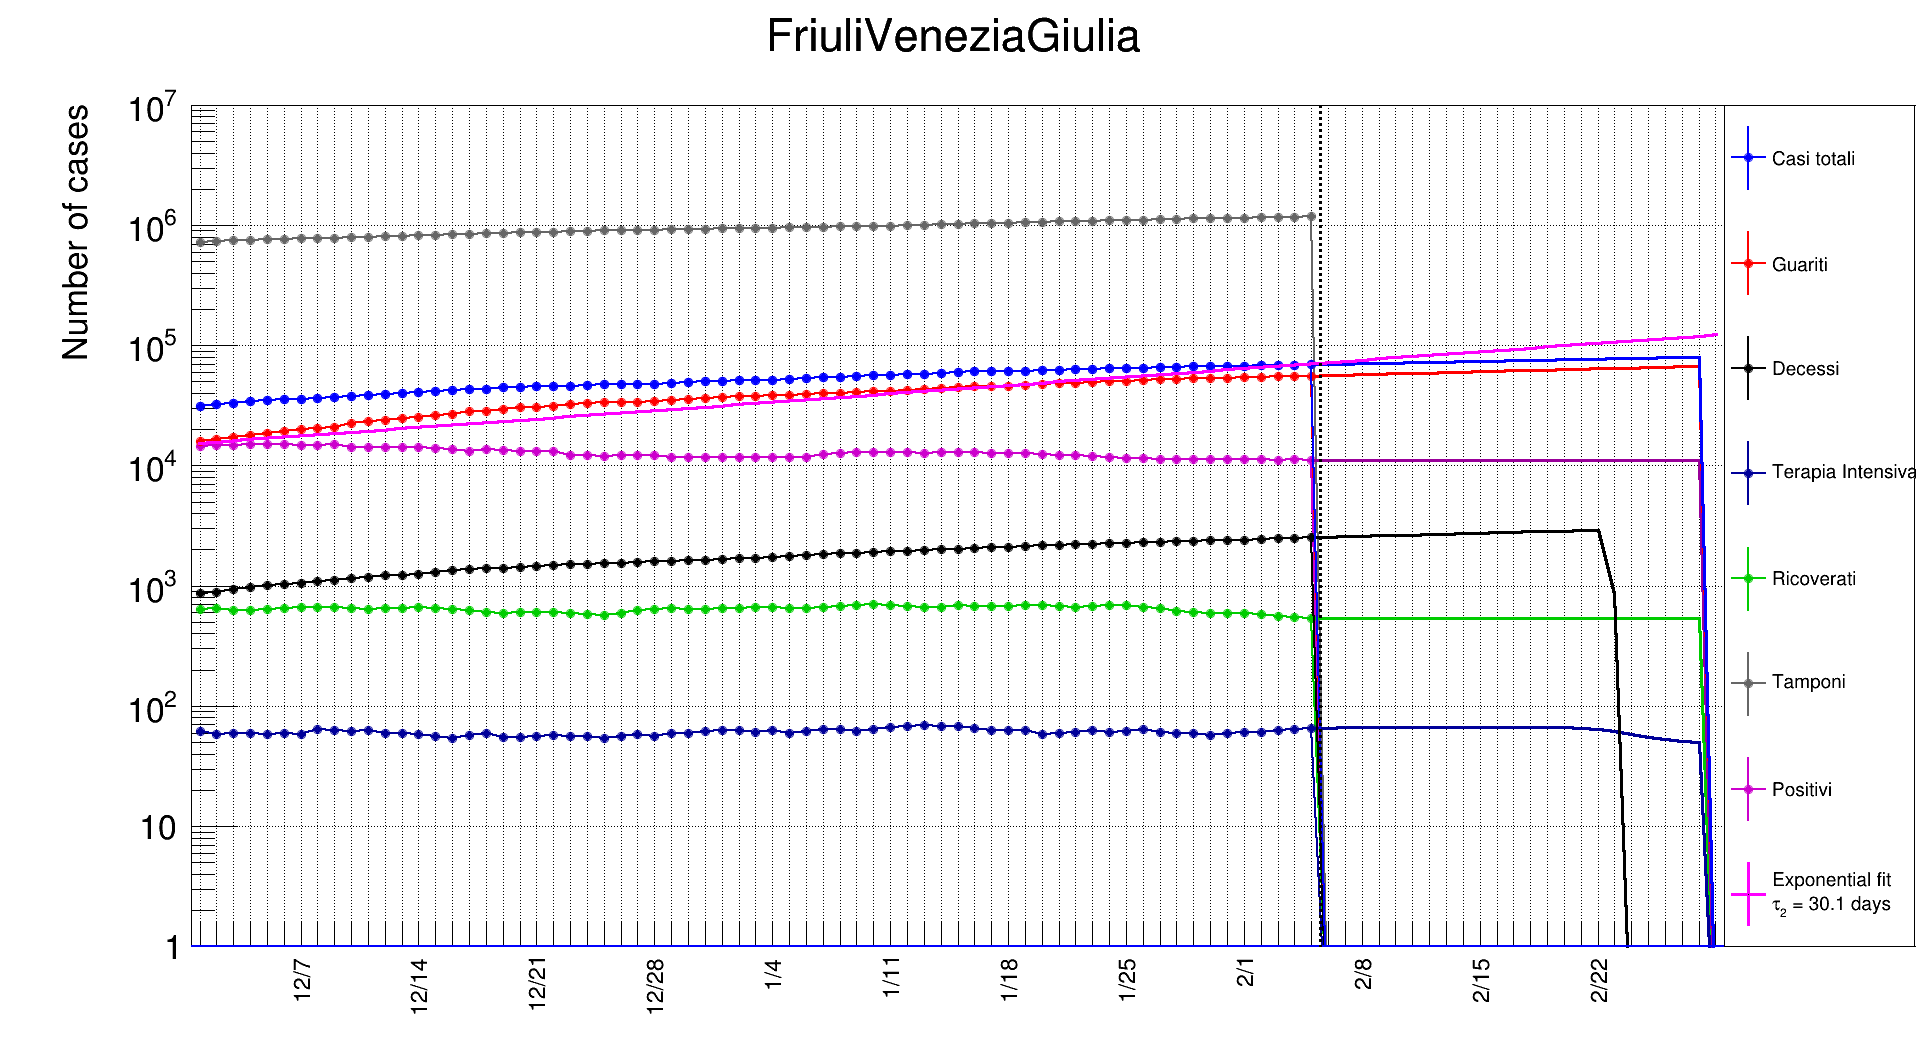 FriuliVeneziaGiulia
Number of cases
10^7
10^6
10^5
10^4
10^3
10^2
10
1
12/7
12/14
12/21
12/28
1/4
1/11
1/18
1/25
2/1
2/8
2/15
2/22
Casi totali
Guariti
Decessi
Terapia Intensiva
Ricoverati
Tamponi
Positivi
Exponential fit
τ_2 = 30.1 days